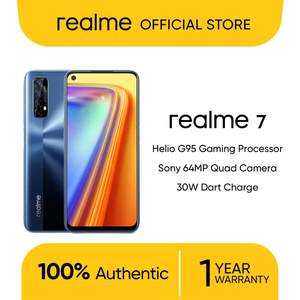 realme OFFICIAL STORE
realme 7
Helio G95 Gaming Processor
Sony 64MP Quad Camera
30W Dart Charge
realme
100% Authentic
1 YEAR
WARRANTY